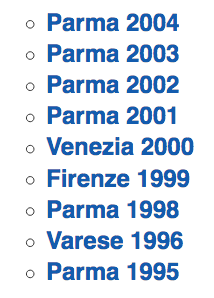 Parma 2004
Parma 2003
Parma 2002
Parma 2001
Venezia 2000
Firenze 1999
Parma 1998
Varese 1996
Parma 1995